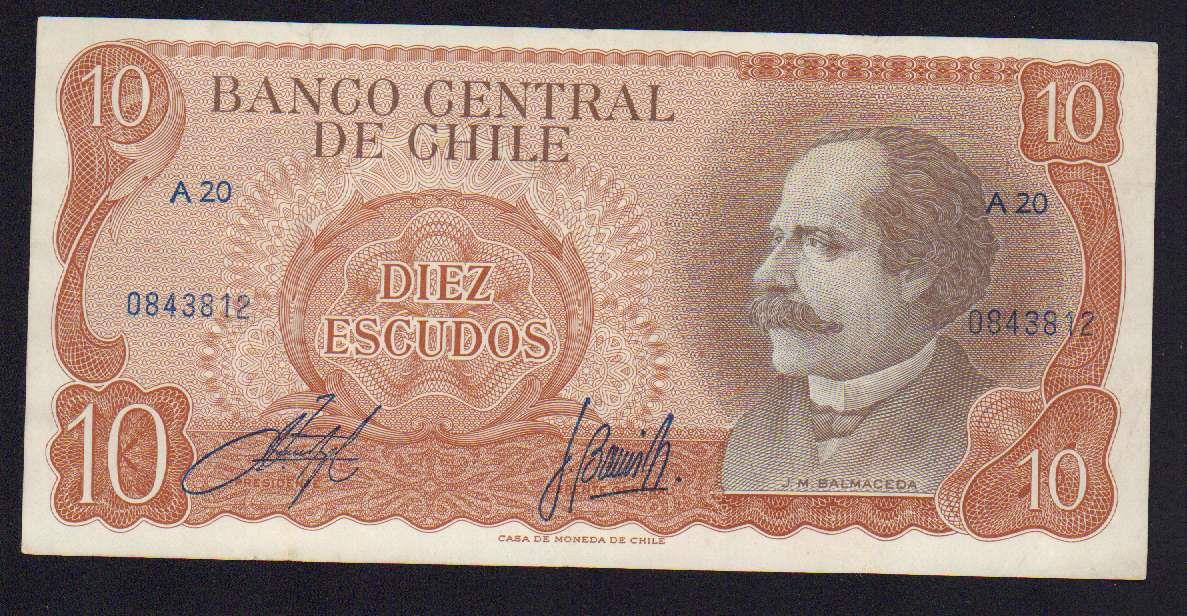 10
10
BANCO CENTRAL
DE CHILE
A 20
A 20
DIEZ
ESCUDOS
0843812
0843812
10
PRESIDENTE
J. M. BALMACEDA
10
CASA DE MONEDA DE CHILE